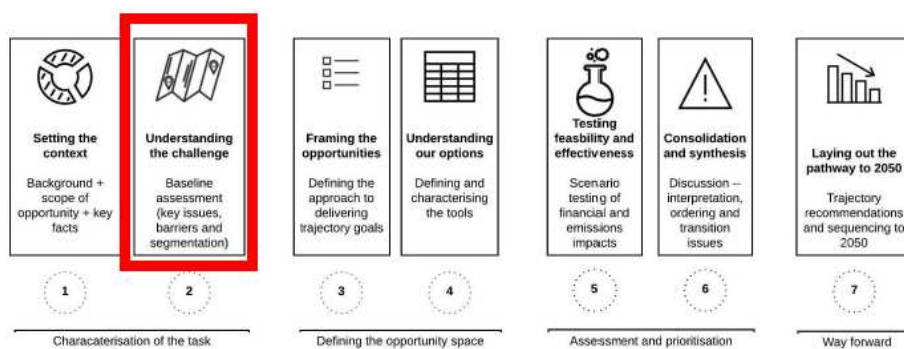 Setting the
context
Background +
scope of
opportunity + key
facts
Understanding
the challenge
Baseline
assessment
(key issues,
barriers and
segmentation)
Framing the
opportunities
Defining the
approach to
delivering
trajectory goals
Understanding
our options
Defining and
characterising
the tools
Testing
feasbility and
effectiveness
Scenario
testing of
financial and
emissions
impacts
Consolidation
and synthesis
Discussion --
interpretation,
ordering and
transition
issues
Laying out the
pathway to 2050
Trajectory
recommendations
and sequencing to
2050
1
2
3
4
5
6
7
Characaterisation of the task
Defining the opportunity space
Assessment and prioritisation
Way forward